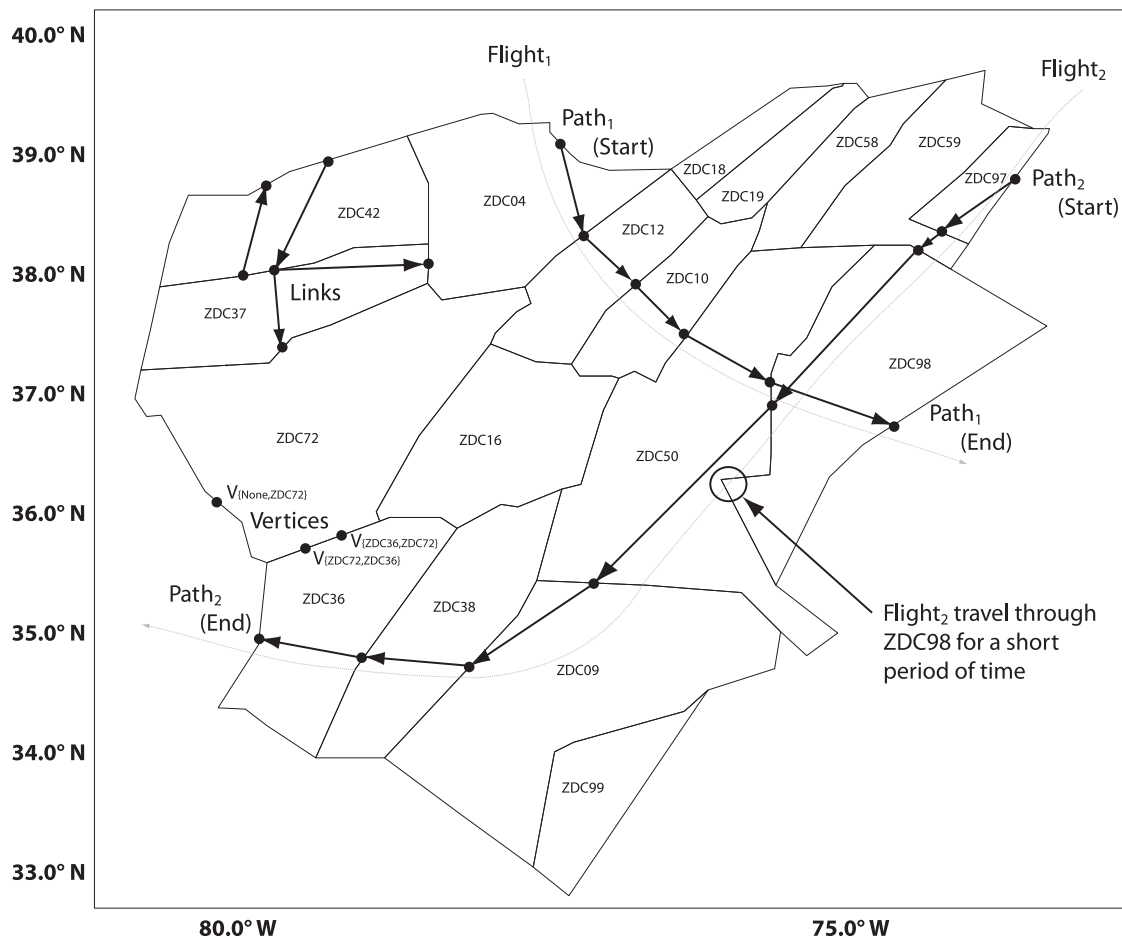 40.0° N
Flight₁
Flight₂
39.0° N
Path₁
(Start)
ZDC58
ZDC59
ZDC18
ZDC19
ZDC97
Path₂
(Start)
ZDC42
ZDC04
ZDC12
38.0° N
ZDC10
Links
ZDC37
ZDC98
37.0° N
Path₁
(End)
ZDC72
ZDC16
ZDC50
V{None,ZDC72}
36.0° N
Vertices
V{ZDC36,ZDC72}
V{ZDC72,ZDC36}
Path₂
(End)
ZDC36
ZDC38
35.0° N
Flight₂ travel through
ZDC98 for a short
period of time
ZDC09
34.0° N
ZDC99
33.0° N
80.0° W
75.0° W